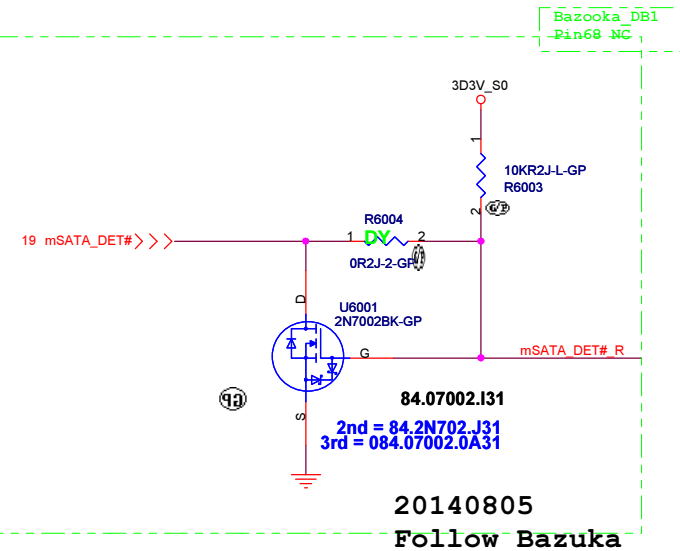 Bazooka_DB1
Pin68 NC
3D3V_S0
1
10KR2J-L-GP
R6003
2
R6004
19 mSATA_DET#
1
DY
2
0R2J-2-GP
D
U6001
2N7002BK-GP
G
mSATA_DET#_R
GP
84.07002.I31
S
2nd = 84.2N702.J31
3rd = 084.07002.0A31
20140805
Follow Bazuka